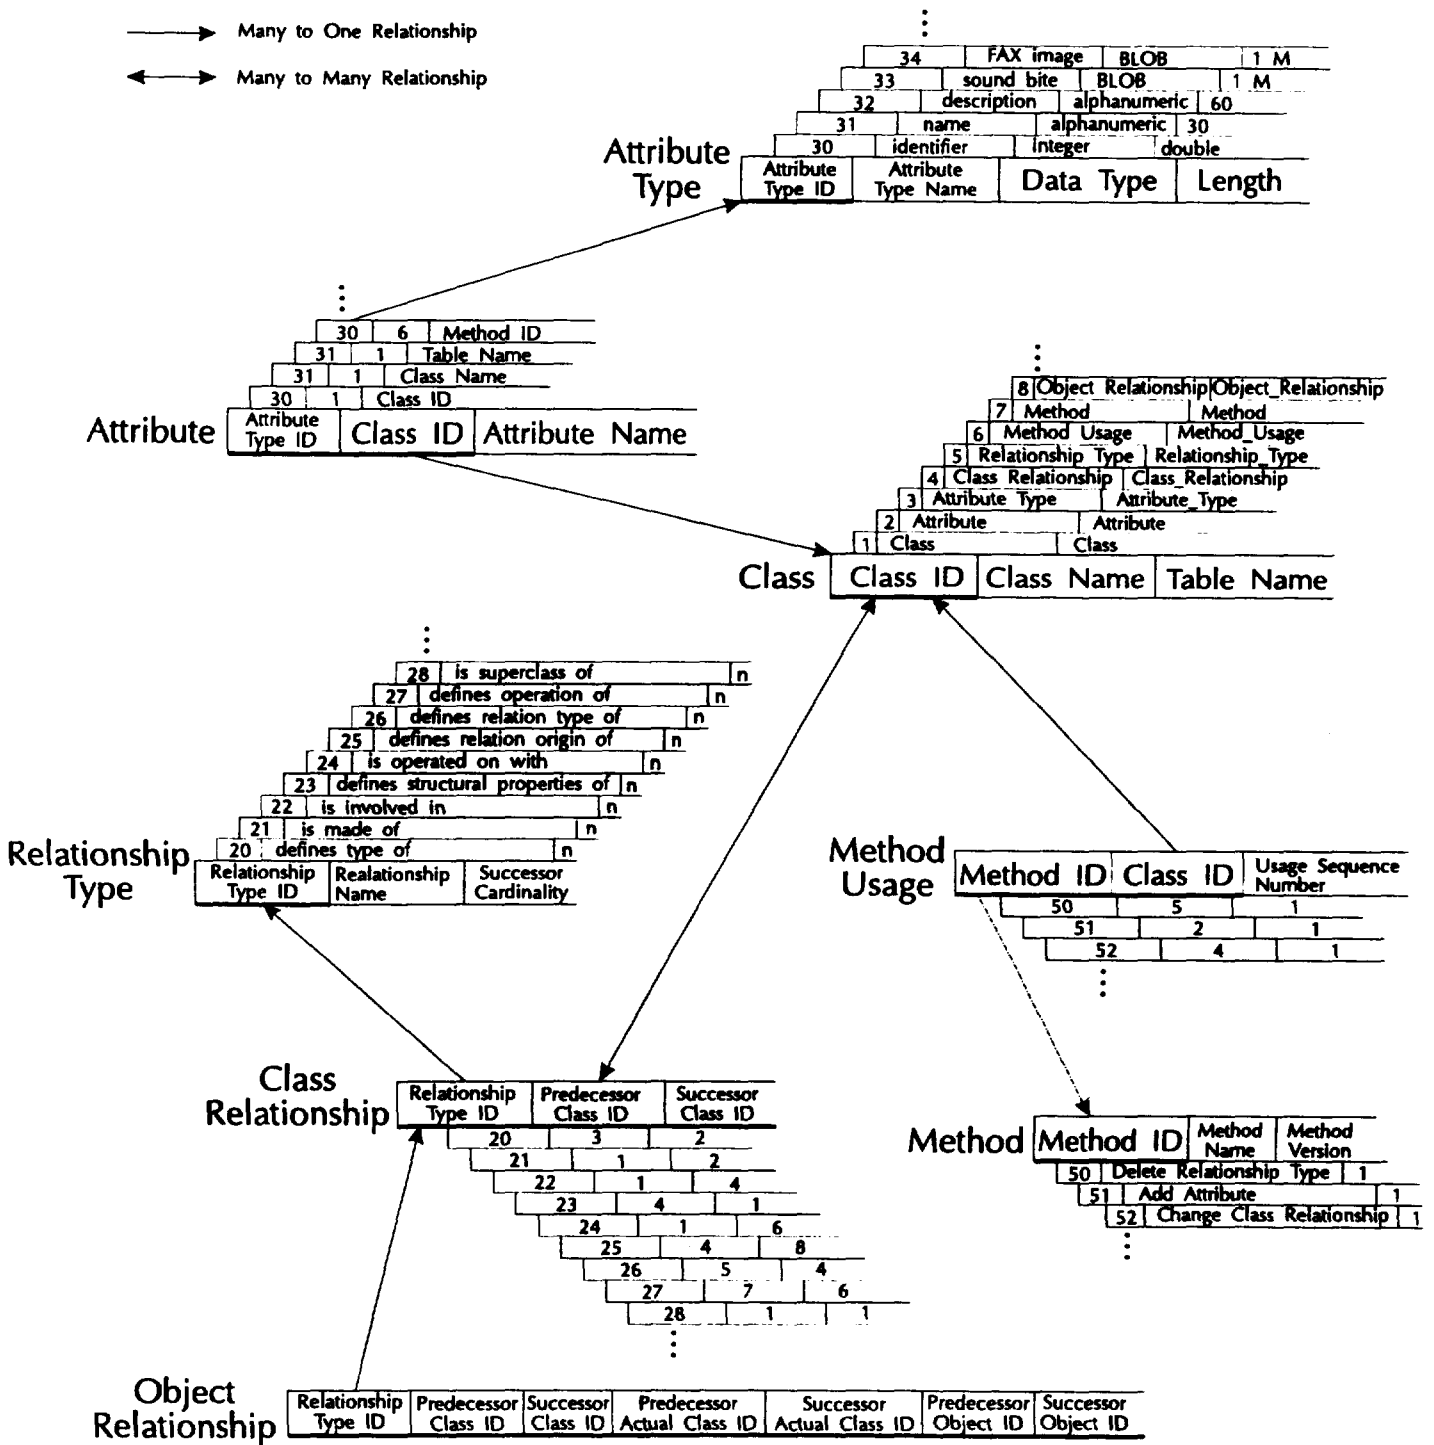 Many to One Relationship
Many to Many Relationship
34 FAX image BLOB 1 M
33 sound bite BLOB 1 M
32 description alphanumeric 60
31 name alphanumeric 30
30 identifier integer double
Attribute Type
Attribute Type ID Attribute Type Name Data Type Length
30 6 Method ID
31 1 Table Name
31 1 Class Name
30 1 Class ID
Attribute
Attribute Type ID Class ID Attribute Name
8 Object Relationship Object_Relationship
7 Method Method
6 Method Usage Method_Usage
5 Relationship Type Relationship_Type
4 Class Relationship Class_Relationship
3 Attribute Type Attribute_Type
2 Attribute Attribute
1 Class Class
Class
Class ID Class Name Table Name
28 is superclass of n
27 defines operation of n
26 defines relation type of n
25 defines relation origin of n
24 is operated on with n
23 defines structural properties of n
22 is involved in n
21 is made of n
20 defines type of n
Relationship Type
Relationship Type ID Realationship Name Successor Cardinality
Method Usage
Method ID Class ID Usage Sequence Number
50 5 1
51 2 1
52 4 1
Class Relationship
Relationship Type ID Predecessor Class ID Successor Class ID
20 3 2
21 1 2
22 1 4
23 4 1
24 1 6
25 4 8
26 5 4
27 7 6
28 1 1
Method
Method ID Method Name Method Version
50 Delete Relationship Type 1
51 Add Attribute 1
52 Change Class Relationship 1
Object Relationship
Relationship Type ID Predecessor Class ID Successor Class ID Predecessor Actual Class ID Successor Actual Class ID Predecessor Object ID Successor Object ID